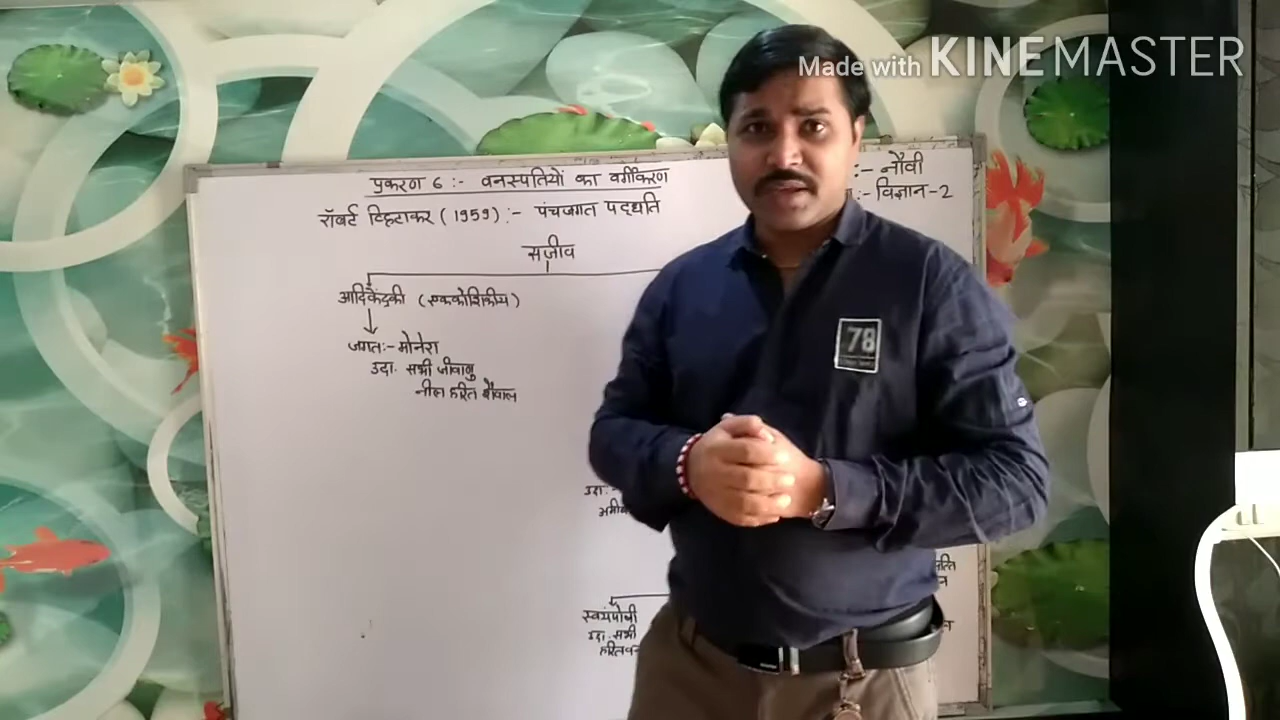 Made with KINEMASTER
प्रकरण 6 :- वनस्पतियों का वर्गीकरण
:- नौवी
रॉबर्ट व्हिटाकर (1959) :- पंचजगत पद्धति
:- विज्ञान-2
सजीव
आदिकेंद्रकी (एककोशिकीय)
जगत:- मोनेरा
उदा. सभी जीवाणु
नील हरित शैवाल
78
उदा.
स्वयंपोषी
उदा. सभी